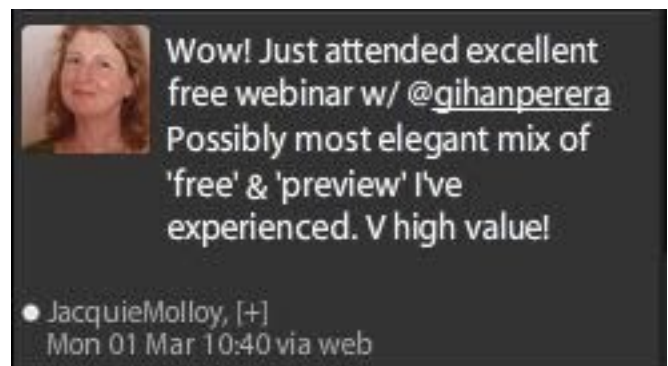 Wow! Just attended excellent
free webinar w/ @gihanperera
Possibly most elegant mix of
'free' & 'preview' I've
experienced. V high value!
JacquieMolloy, [+]
Mon 01 Mar 10:40 via web